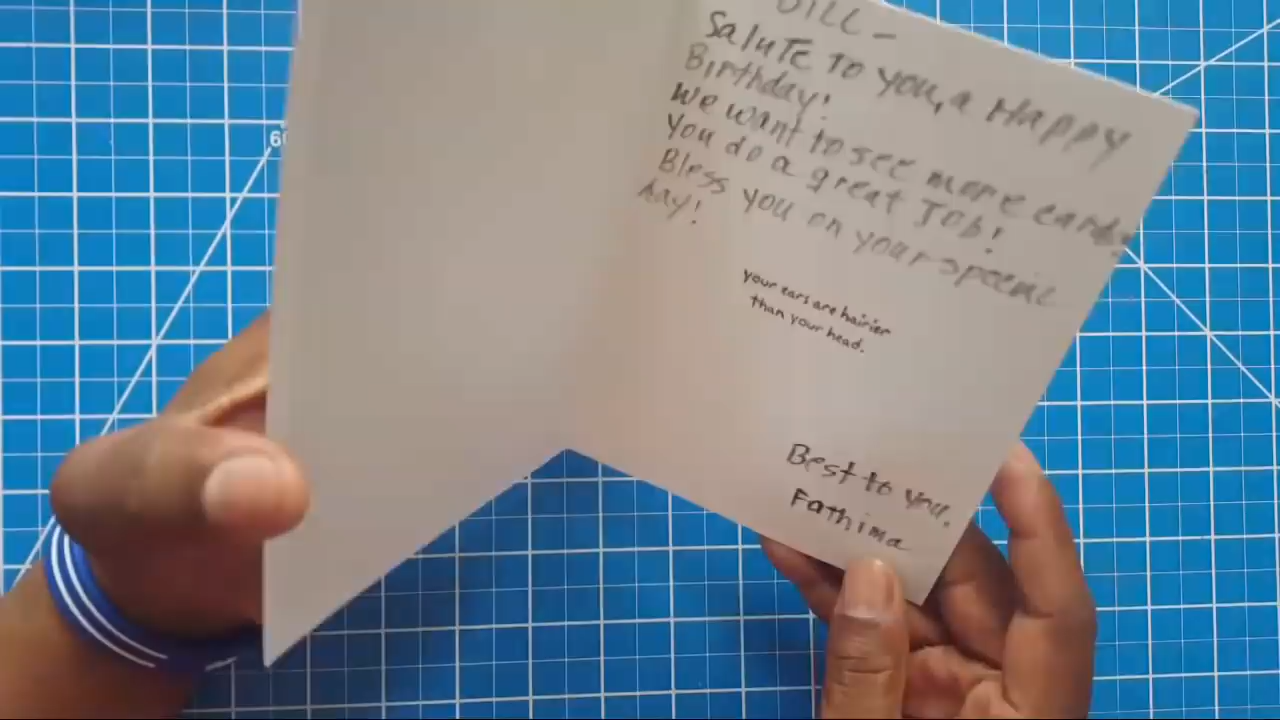 Salute to you, a Happy
Birthday!
We want to see more cards,
you do a great Job!
Bless you on your special
day!
your ears are hairier
than your head.
Best to you,
Fathima
60